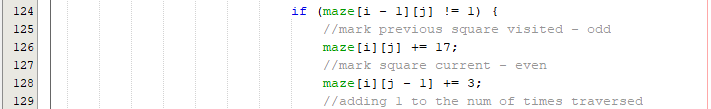 124 if (maze[i - 1][j] != 1) {
125 //mark previous square visited - odd
126 maze[i][j] += 17;
127 //mark square current - even
128 maze[i][j - 1] += 3;
129 //adding 1 to the num of times traversed